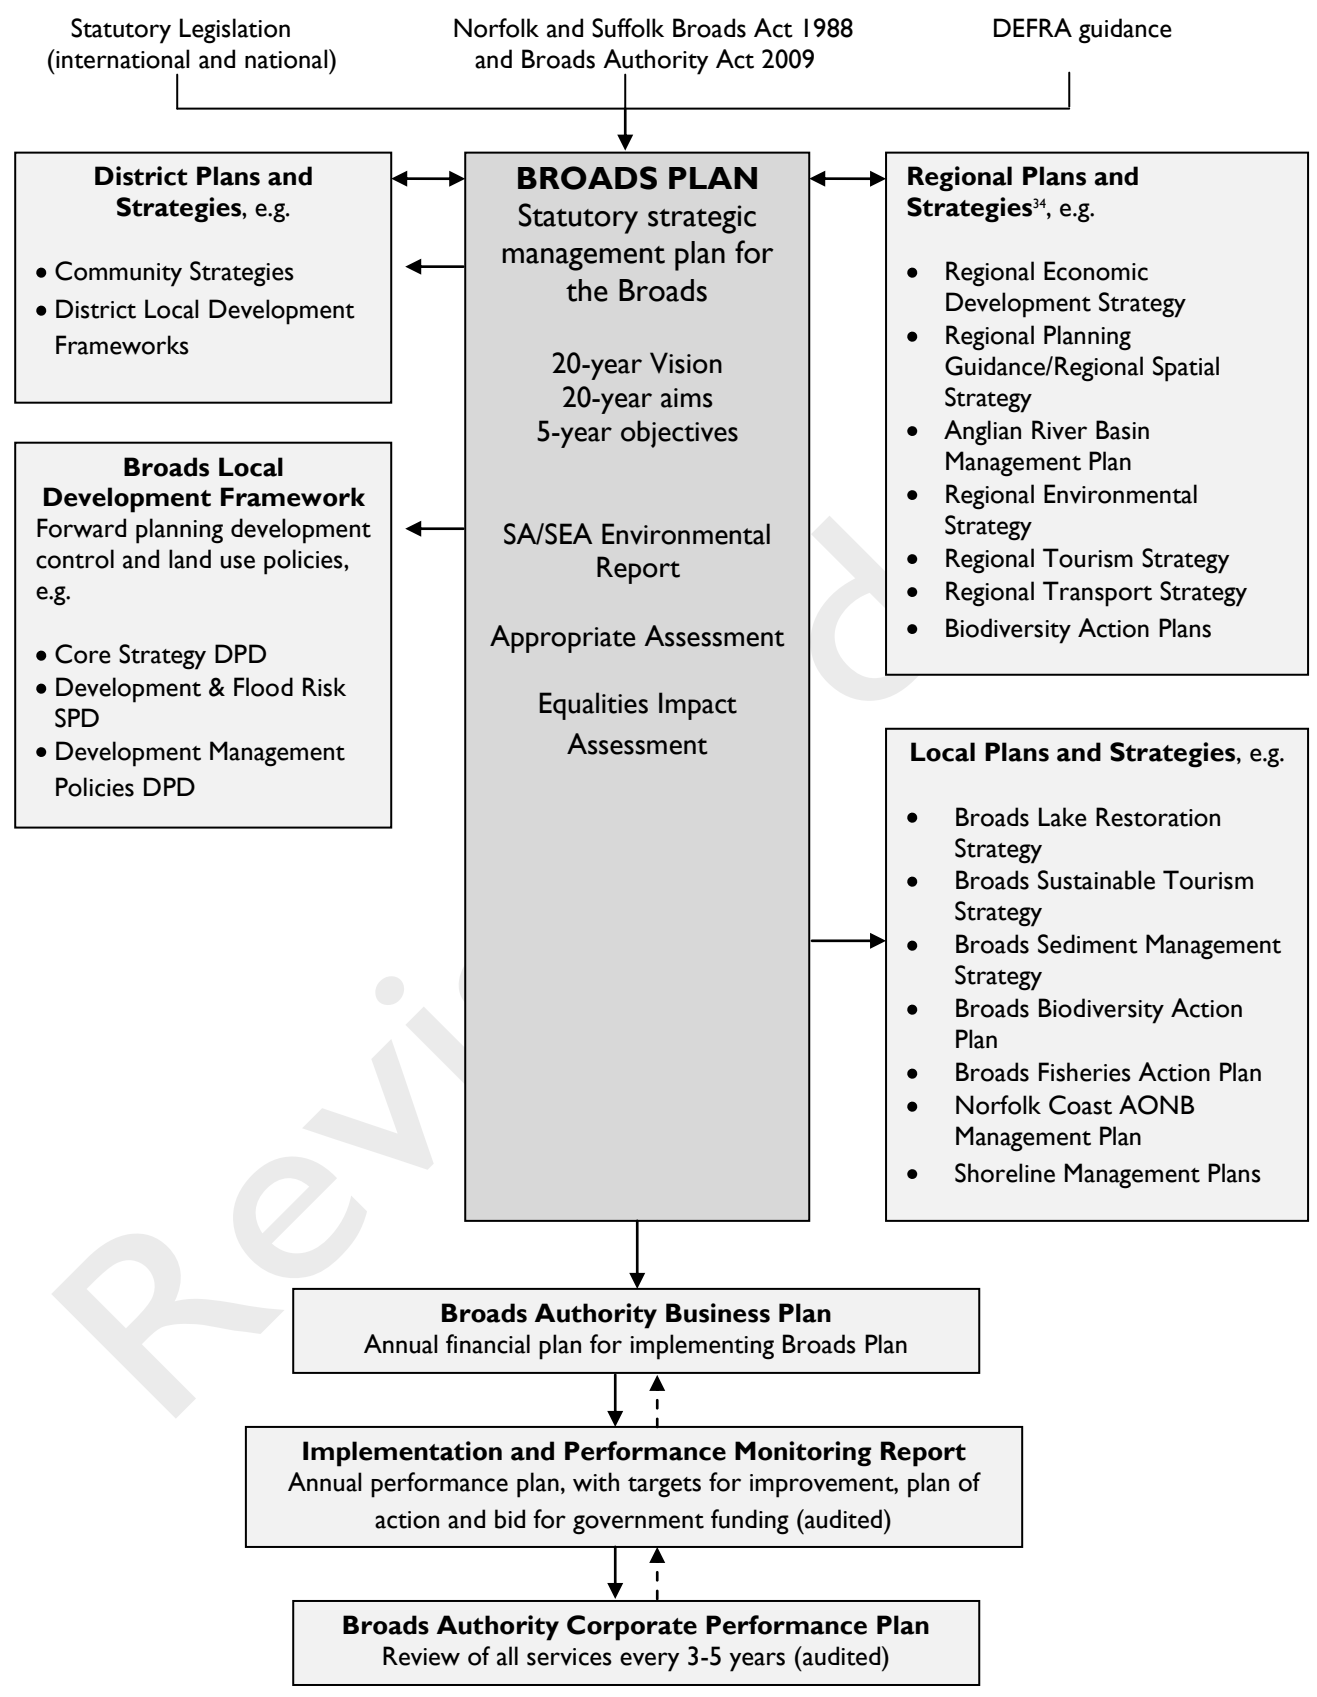 Statutory Legislation
(international and national)
Norfolk and Suffolk Broads Act 1988
and Broads Authority Act 2009
DEFRA guidance
District Plans and
Strategies, e.g.
• Community Strategies
• District Local Development
Frameworks
Broads Local
Development Framework
Forward planning development
control and land use policies,
e.g.
• Core Strategy DPD
• Development & Flood Risk
SPD
• Development Management
Policies DPD
BROADS PLAN
Statutory strategic
management plan for
the Broads
20-year Vision
20-year aims
5-year objectives
SA/SEA Environmental
Report
Appropriate Assessment
Equalities Impact
Assessment
Regional Plans and
Strategies34, e.g.
• Regional Economic
Development Strategy
• Regional Planning
Guidance/Regional Spatial
Strategy
• Anglian River Basin
Management Plan
• Regional Environmental
Strategy
• Regional Tourism Strategy
• Regional Transport Strategy
• Biodiversity Action Plans
Local Plans and Strategies, e.g.
• Broads Lake Restoration
Strategy
• Broads Sustainable Tourism
Strategy
• Broads Sediment Management
Strategy
• Broads Biodiversity Action
Plan
• Broads Fisheries Action Plan
• Norfolk Coast AONB
Management Plan
• Shoreline Management Plans
Broads Authority Business Plan
Annual financial plan for implementing Broads Plan
Implementation and Performance Monitoring Report
Annual performance plan, with targets for improvement, plan of
action and bid for government funding (audited)
Broads Authority Corporate Performance Plan
Review of all services every 3-5 years (audited)